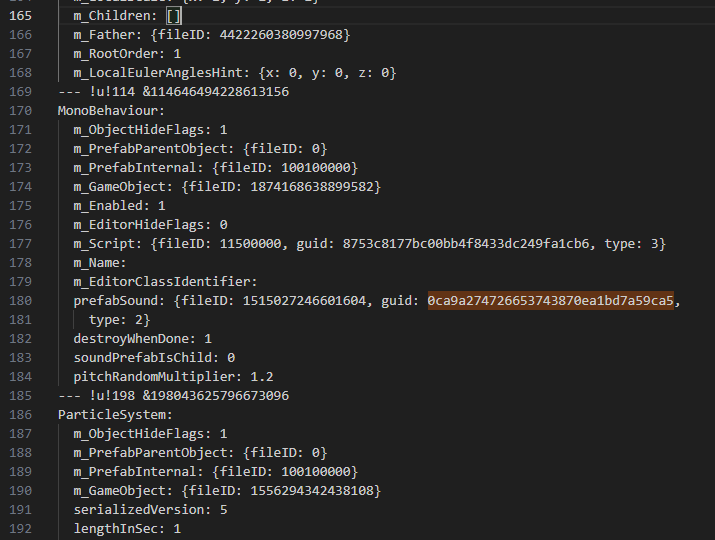 165 m_Children: []
166 m_Father: {fileID: 4422260380997968}
167 m_RootOrder: 1
168 m_LocalEulerAnglesHint: {x: 0, y: 0, z: 0}
169 --- !u!114 &114646494228613156
170 MonoBehaviour:
171 m_ObjectHideFlags: 1
172 m_PrefabParentObject: {fileID: 0}
173 m_PrefabInternal: {fileID: 100100000}
174 m_GameObject: {fileID: 1874168638899582}
175 m_Enabled: 1
176 m_EditorHideFlags: 0
177 m_Script: {fileID: 11500000, guid: 8753c8177bc00bb4f8433dc249fa1cb6, type: 3}
178 m_Name:
179 m_EditorClassIdentifier:
180 prefabSound: {fileID: 1515027246601604, guid: 0ca9a274726653743870ea1bd7a59ca5,
181 type: 2}
182 destroyWhenDone: 1
183 soundPrefabIsChild: 0
184 pitchRandomMultiplier: 1.2
185 --- !u!198 &198043625796673096
186 ParticleSystem:
187 m_ObjectHideFlags: 1
188 m_PrefabParentObject: {fileID: 0}
189 m_PrefabInternal: {fileID: 100100000}
190 m_GameObject: {fileID: 1556294342438108}
191 serializedVersion: 5
192 lengthInSec: 1